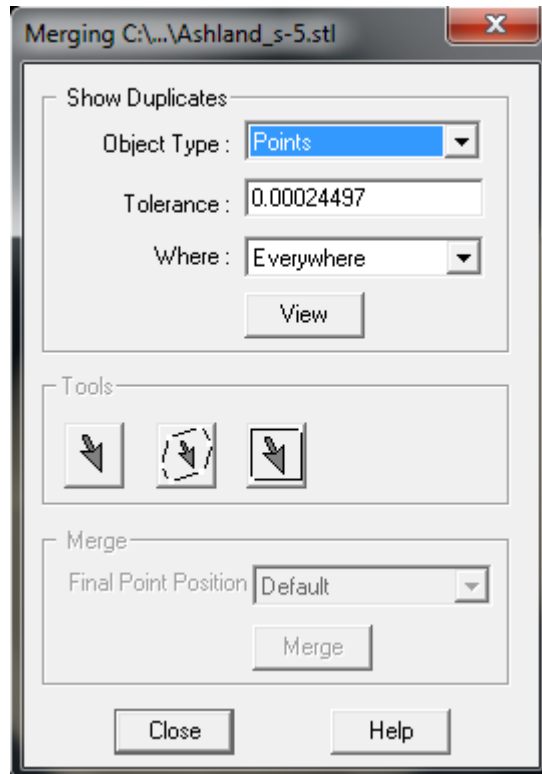 Merging C:\...\Ashland_s-5.stl
Show Duplicates
Object Type : Points
Tolerance : 0.00024497
Where : Everywhere
View
Tools
Merge
Final Point Position Default
Merge
Close Help